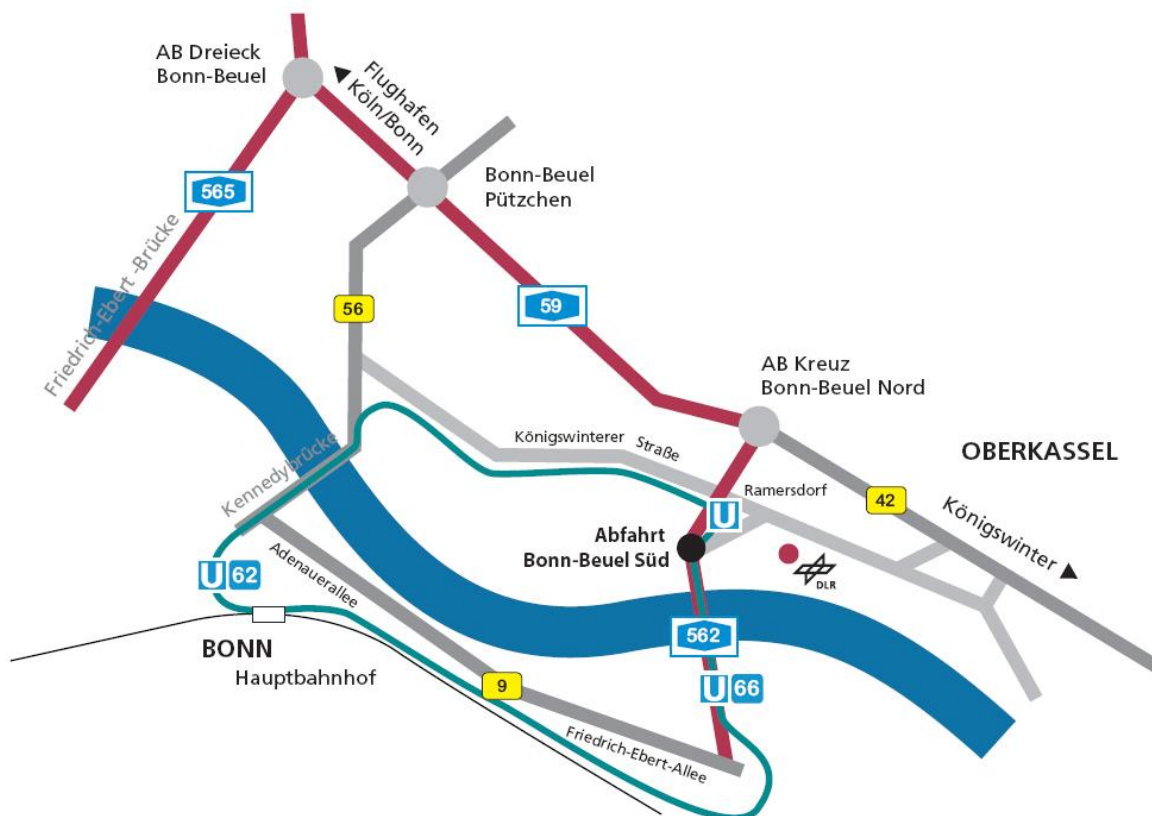 AB Dreieck
Bonn-Beuel
Flughafen
Köln/Bonn
Bonn-Beuel
Pützchen
565
Friedrich-Ebert -Brücke
56
59
AB Kreuz
Bonn-Beuel Nord
Königswinterer Straße
OBERKASSEL
Kennedybrücke
Ramersdorf
42
Königswinter
U
Abfahrt
Bonn-Beuel Süd
DLR
Adenauerallee
U 62
562
BONN
Hauptbahnhof
9
U 66
Friedrich-Ebert-Allee